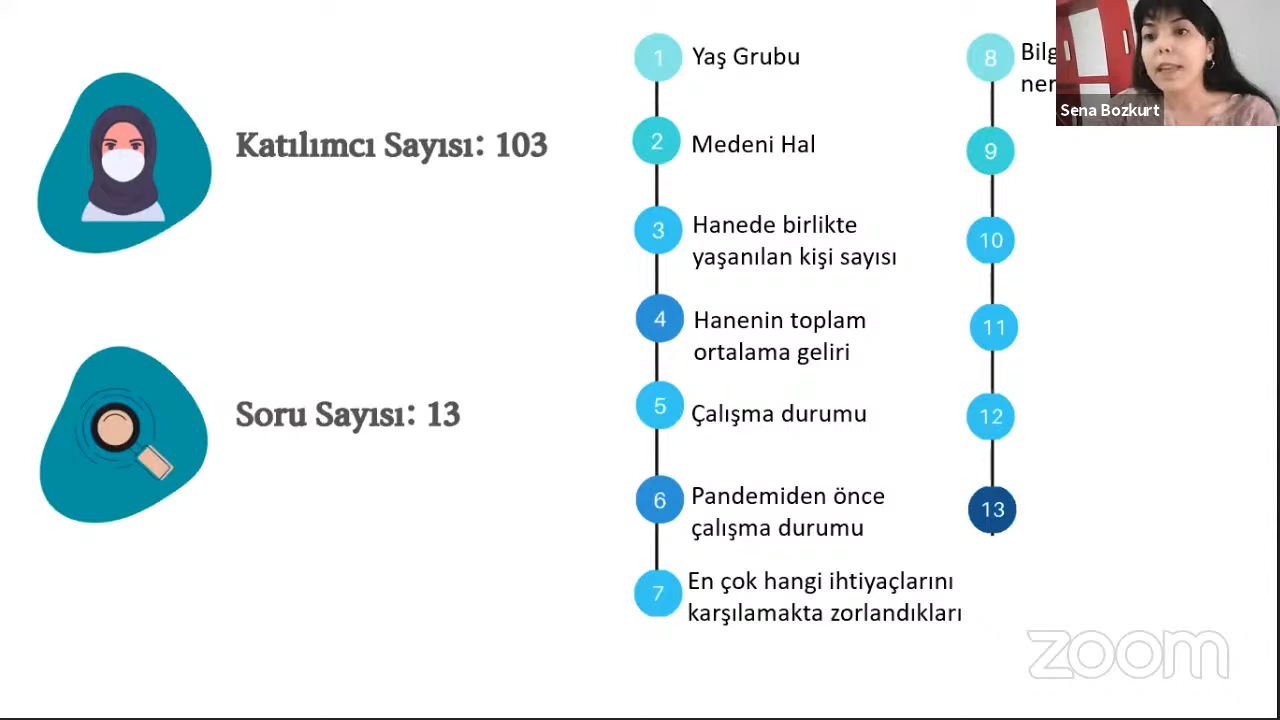 Katılımcı Sayısı: 103
Soru Sayısı: 13
1 Yaş Grubu
2 Medeni Hal
3 Hanede birlikte
yaşanılan kişi sayısı
4 Hanenin toplam
ortalama geliri
5 Çalışma durumu
6 Pandemiden önce
çalışma durumu
7 En çok hangi ihtiyaçlarını
karşılamakta zorlandıkları
8
9
10
11
12
13
Sena Bozkurt
zoom